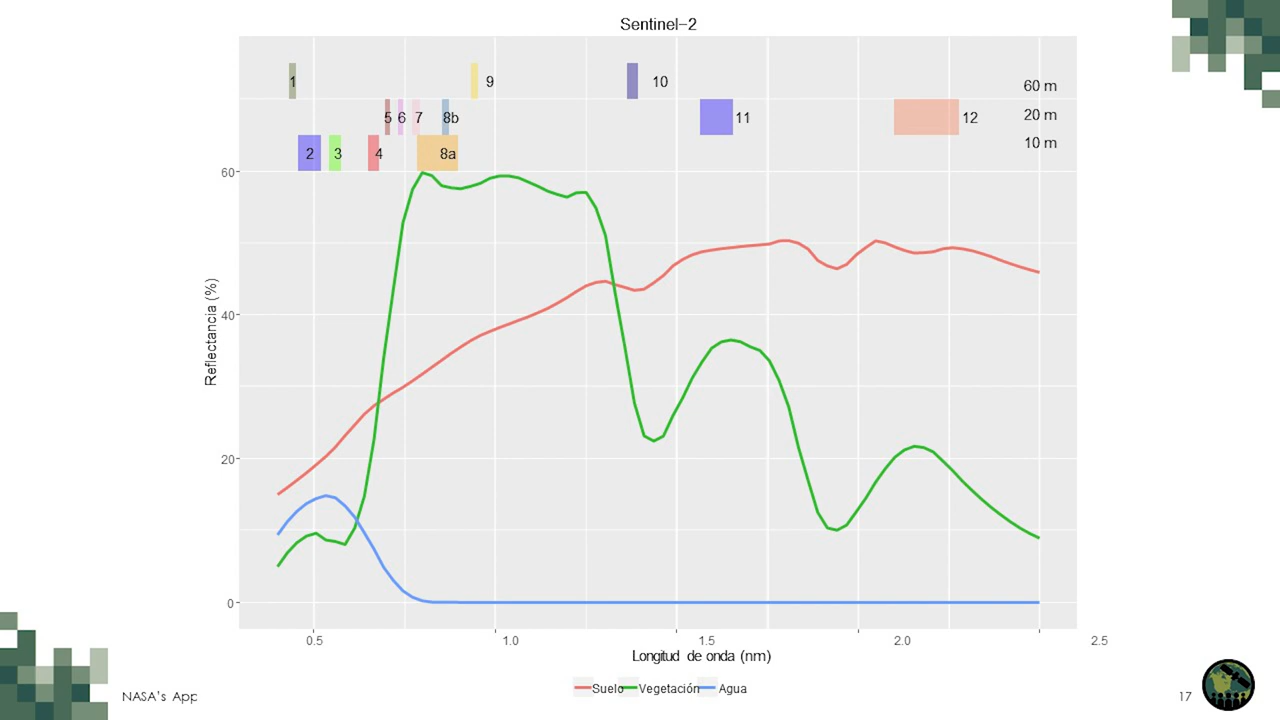 Sentinel-2
1
9
10
60 m
5
6
7
8b
11
12
20 m
10 m
2
3
4
8a
60
40
20
0
Reflectancia (%)
0.5
1.0
1.5
2.0
2.5
Longitud de onda (nm)
Suelo
Vegetación
Agua
NASA's App
17